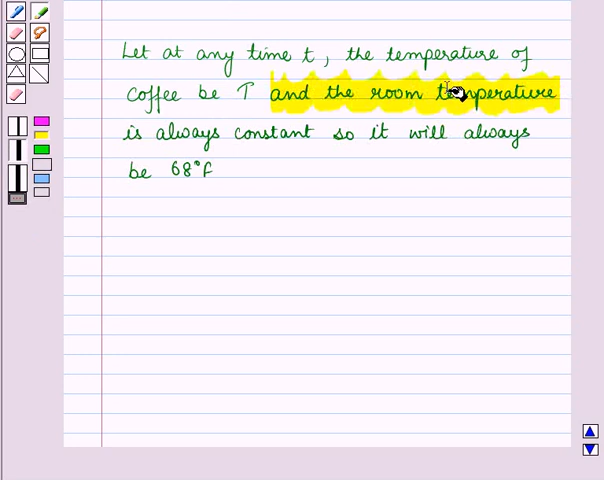 Let at any time t, the temperature of
coffee be T and the room temperature
is always constant so it will always
be 68°F